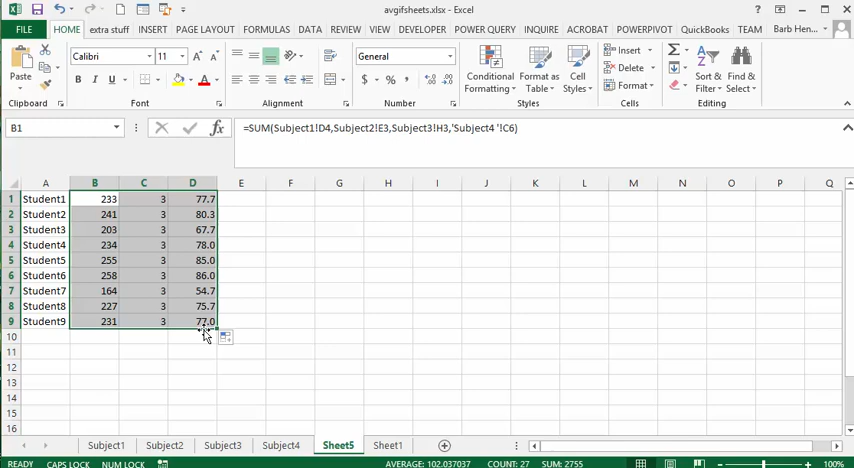 avgifsheets.xlsx - Excel
FILE HOME extra stuff INSERT PAGE LAYOUT FORMULAS DATA REVIEW VIEW DEVELOPER POWER QUERY INQUIRE ACROBAT POWERPIVOT QuickBooks TEAM Barb Hen...
Calibri 11 General
Paste
Conditional Formatting
Format as Table
Cell Styles
Insert
Delete
Format
Sort & Filter
Find & Select
Clipboard Font Alignment Number Styles Cells Editing
B1 =SUM(Subject1!D4,Subject2!E3,Subject3!H3,'Subject4 '!C6)
A B C D E F G H I J K L M N O P Q
1 Student1 233 3 77.7
2 Student2 241 3 80.3
3 Student3 203 3 67.7
4 Student4 234 3 78.0
5 Student5 255 3 85.0
6 Student6 258 3 86.0
7 Student7 164 3 54.7
8 Student8 227 3 75.7
9 Student9 231 3 77.0
10
11
12
13
14
15
16
Subject1 Subject2 Subject3 Subject4 Sheet5 Sheet1
READY CAPS LOCK NUM LOCK AVERAGE: 102.037037 COUNT: 27 SUM: 2755 100%